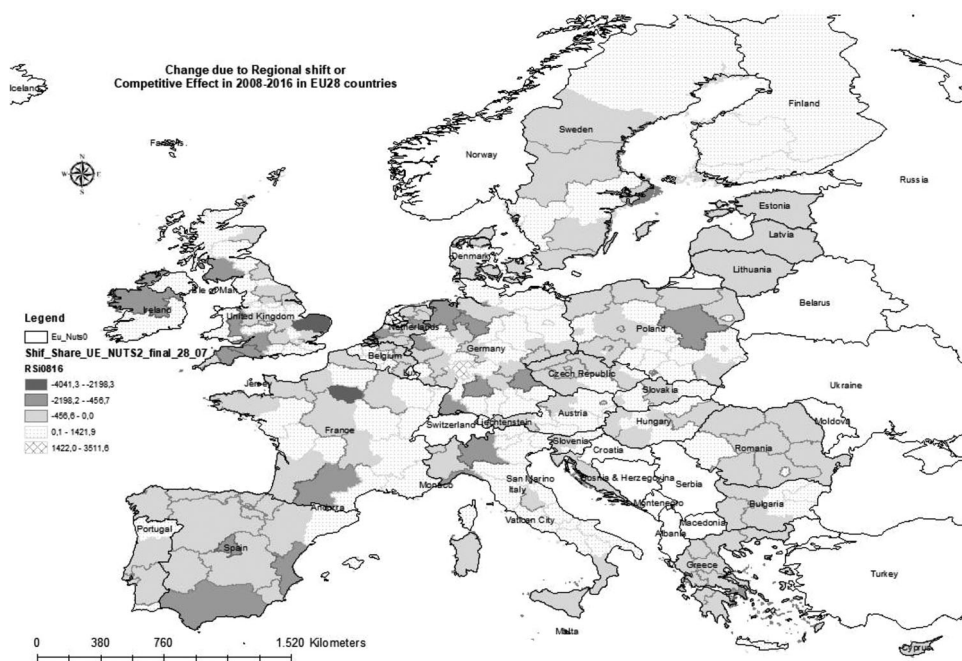 Change due to Regional shift or
Competitive Effect in 2008-2016 in EU28 countries
Iceland
Finland
Sweden
Norway
Russia
N
W
E
S
Estonia
Latvia
Denmark
Lithuania
Isle of Man
Belarus
Ireland
United Kingdom
Netherlands
Poland
Germany
Belgium
Lux
Czech Republic
Ukraine
Jersey
Slovakia
Legend
Eu_Nuts0
Shif_Share_UE_NUTS2_final_28_07
RSi0816
-4041,3 - -2198,3
-2198,2 - -456,7
-456,6 - 0,0
0,1 - 1421,9
1422,0 - 3511,6
France
Switzerland
Liechtenstein
Austria
Hungary
Moldova
Slovenia
Croatia
Romania
Bosnia & Herzegovina
Serbia
Monaco
San Marino
Italy
Montenegro
Bulgaria
Andorra
Vatican City
Macedonia
Albania
Portugal
Spain
Greece
Turkey
Malta
Cyprus
0 380 760 1.520 Kilometers